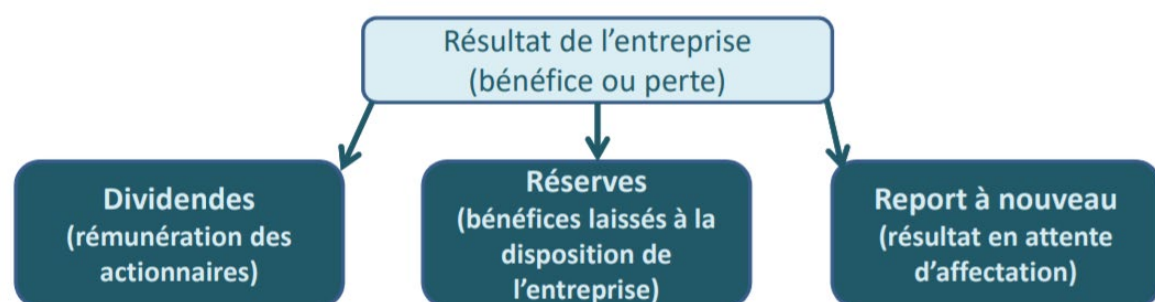 Résultat de l’entreprise
(bénéfice ou perte)
Dividendes
(rémunération des
actionnaires)
Réserves
(bénéfices laissés à la
disposition de
l’entreprise)
Report à nouveau
(résultat en attente
d’affectation)